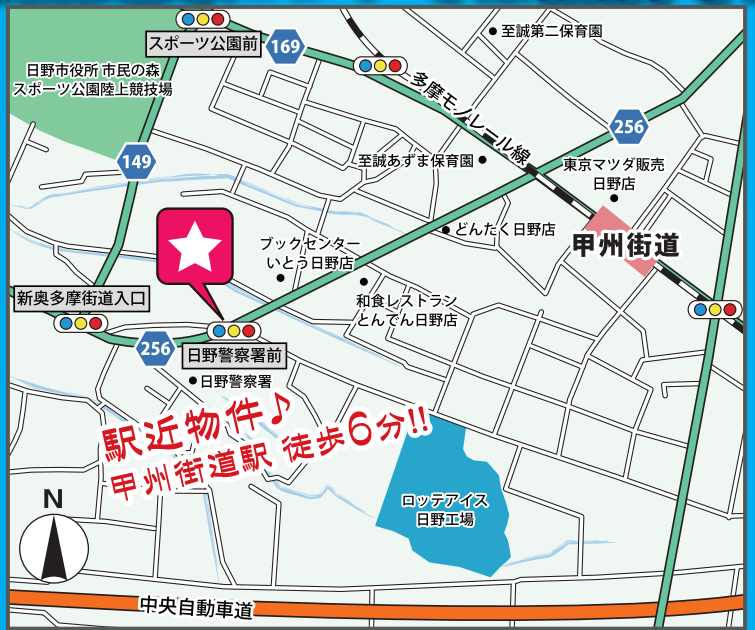 スポーツ公園前
169
至誠第二保育園
日野市役所 市民の森
スポーツ公園陸上競技場
多摩モノレール線
256
149
至誠あずま保育園
東京マツダ販売
日野店
どんたく日野店
甲州街道
ブックセンター
いとう日野店
新奥多摩街道入口
和食レストラン
とんでん日野店
256
日野警察署前
日野警察署
駅近物件♪
甲州街道駅 徒歩6分!!
ロッテアイス
日野工場
N
中央自動車道